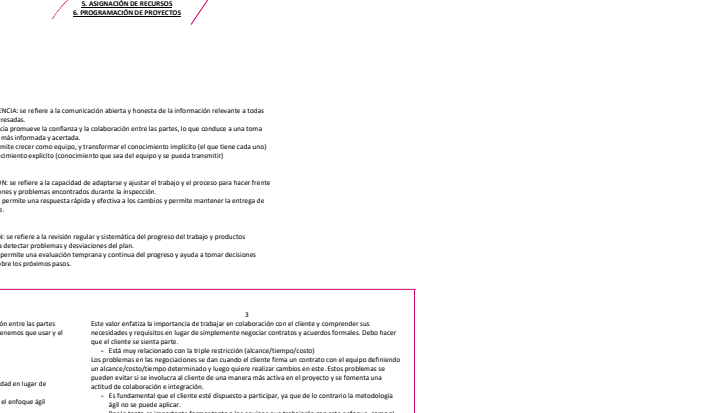 5. ASIGNACIÓN DE RECURSOS
6. PROGRAMACIÓN DE PROYECTOS
ENCIA: se refiere a la comunicación abierta y honesta de la información relevante a todas
resadas.
cia promueve la confianza y la colaboración entre las partes, lo que conduce a una toma
más informada y acertada.
mite crecer como equipo, y transformar el conocimiento implícito (el que tiene cada uno)
cimiento explícito (conocimiento que sea del equipo y se pueda transmitir)
ÓN: se refiere a la capacidad de adaptarse y ajustar el trabajo y el proceso para hacer frente
ones y problemas encontrados durante la inspección.
permite una respuesta rápida y efectiva a los cambios y permite mantener la entrega de
e.
N: se refiere a la revisión regular y sistemática del progreso del trabajo y productos
a detectar problemas y desviaciones del plan.
permite una evaluación temprana y continua del progreso y ayuda a tomar decisiones
obre los próximos pasos.
ón entre las partes
enemos que usar y el
dad en lugar de
el enfoque ágil
3
Este valor enfatiza la importancia de trabajar en colaboración con el cliente y comprender sus
necesidades y requisitos en lugar de simplemente negociar contratos y acuerdos formales. Debo hacer
que el cliente se sienta parte.
- Está muy relacionado con la triple restricción (alcance/tiempo/costo)
Los problemas en las negociaciones se dan cuando el cliente firma un contrato con el equipo definiendo
un alcance/costo/tiempo determinado y luego quiere realizar cambios en este. Estos problemas se
pueden evitar si se involucra al cliente de una manera más activa en el proyecto y se fomenta una
actitud de colaboración e integración.
- Es fundamental que el cliente esté dispuesto a participar, ya que de lo contrario la metodología
ágil no se puede aplicar.